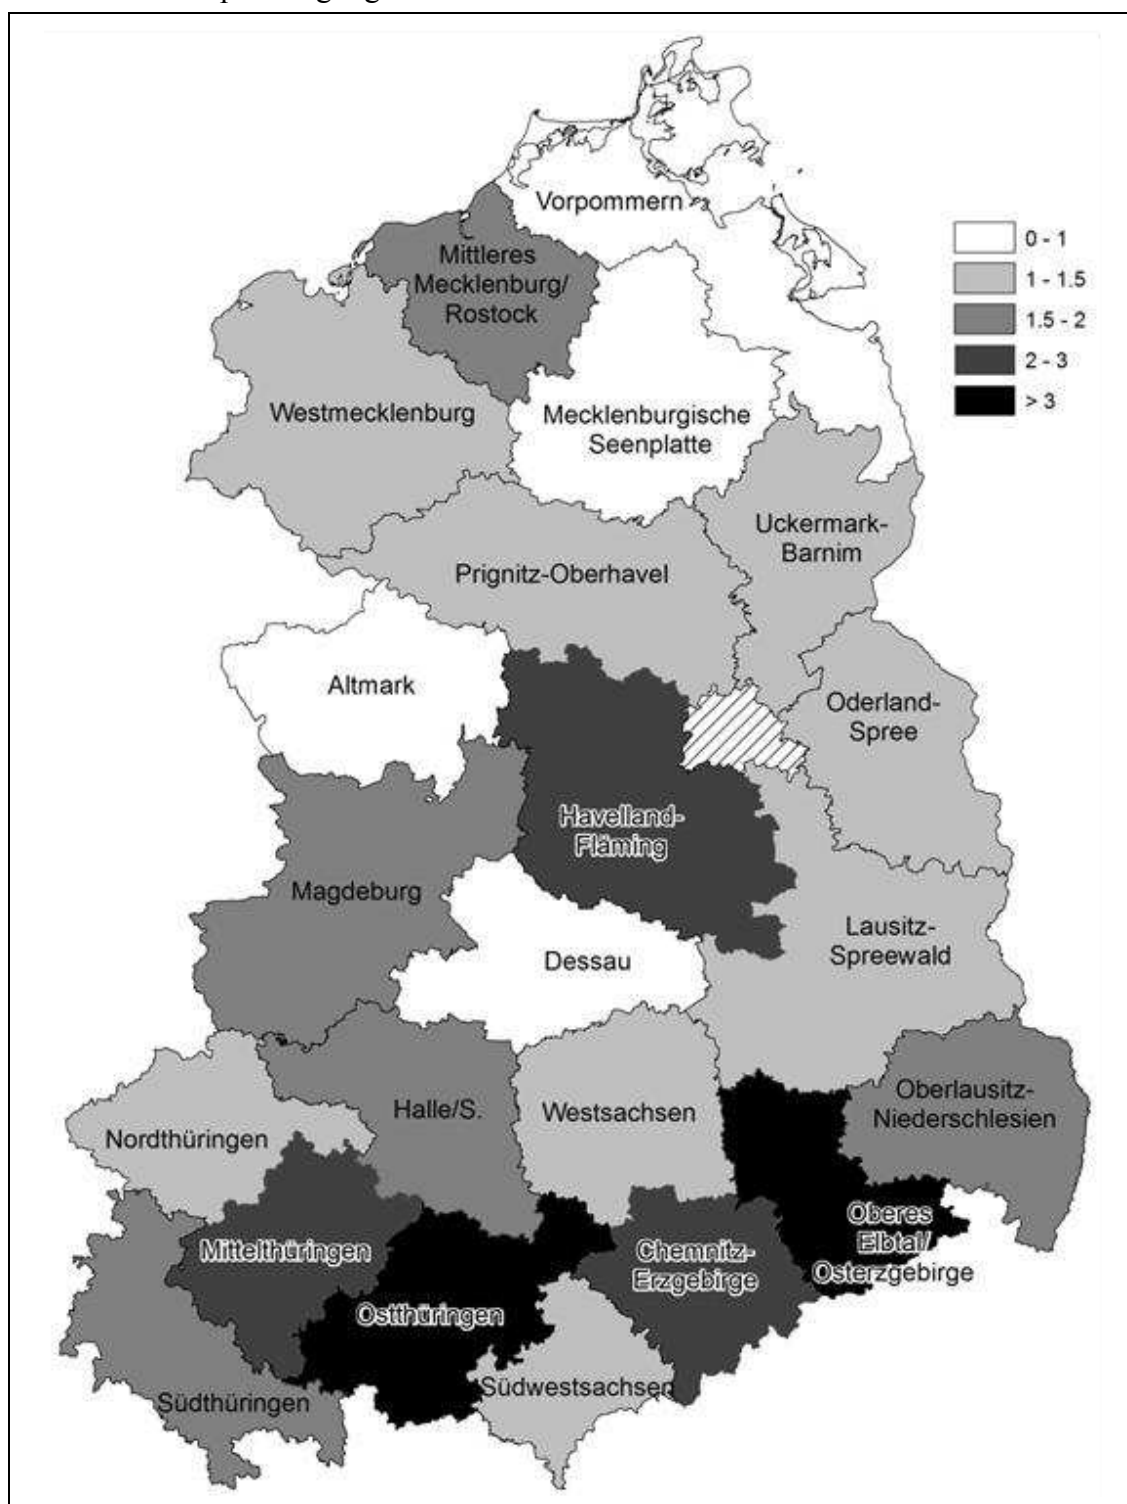 Vorpommern
Mittleres
Mecklenburg/
Rostock
0 - 1
1 - 1.5
1.5 - 2
2 - 3
> 3
Westmecklenburg
Mecklenburgische
Seenplatte
Uckermark-
Barnim
Prignitz-Oberhavel
Altmark
Oderland-
Spree
Havelland-
Fläming
Magdeburg
Lausitz-
Spreewald
Dessau
Halle/S.
Westsachsen
Oberlausitz-
Niederschlesien
Nordthüringen
Mittelthüringen
Chemnitz-
Erzgebirge
Oberes
Elbtal/
Osterzgebirge
Ostthüringen
Südthüringen
Südwestsachsen